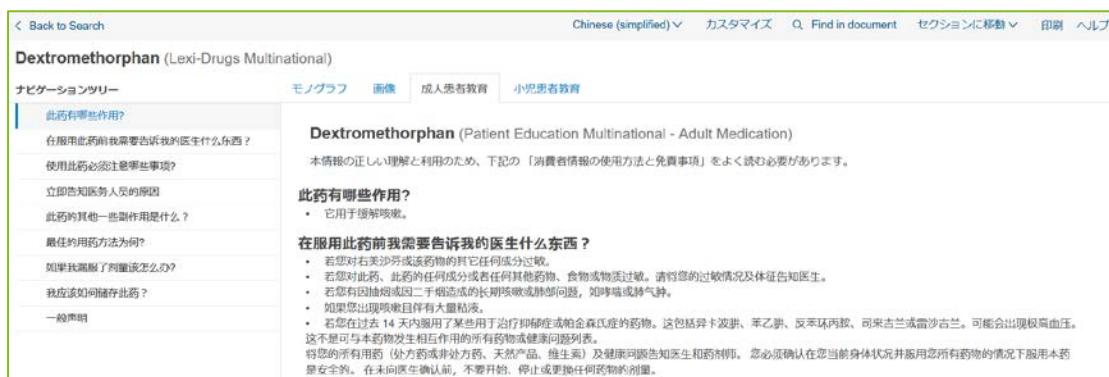 < Back to Search
Chinese (simplified) カスタマイズ Find in document セクションに移動 印刷 ヘルプ
Dextromethorphan (Lexi-Drugs Multinational)
ナビゲーションツリー
此药有哪些作用?
在服用此药前我需要告诉我的医生什么东西?
使用此药必须注意哪些事项?
立即告知医务人员的原因
此药的其他一些副作用是什么?
最佳的用药方法为何?
如果我漏服了剂量该怎么办?
我应该如何储存此药?
一般声明
モノグラフ 画像 成人患者教育 小児患者教育
Dextromethorphan (Patient Education Multinational - Adult Medication)
本情報の正しい理解と利用のため、下記の「消費者情報の使用方法と免責事項」をよく読む必要があります。
此药有哪些作用?
• 它用于缓解咳嗽。
在服用此药前我需要告诉我的医生什么东西?
• 若您对右美沙芬或该药物的其它任何成分过敏。
• 若您对此药、此药的任何成分或者任何其他药物、食物或物质过敏。请将您的过敏情况及体征告知医生。
• 若您有因抽烟或因二手烟造成的长期咳嗽或肺部问题,如哮喘或肺气肿。
• 如果您出现咳嗽且伴有大量粘液。
• 若您在过去 14 天内服用了某些用于治疗抑郁症或帕金森氏症的药物。这包括异卡波肼、苯乙肼、反苯环丙胺、司来吉兰或雷沙吉兰。可能会出现极高血压。
这不是可与本药物发生相互作用的所有药物或健康问题列表。
将您的所有用药(处方药或非处方药、天然产品、维生素)及健康问题告知医生和药剂师。 您必须确认在您当前身体状况并服用您所有药物的情况下服用本药
是安全的。 在未向医生确认前,不要开始、停止或更换任何药物的剂量。